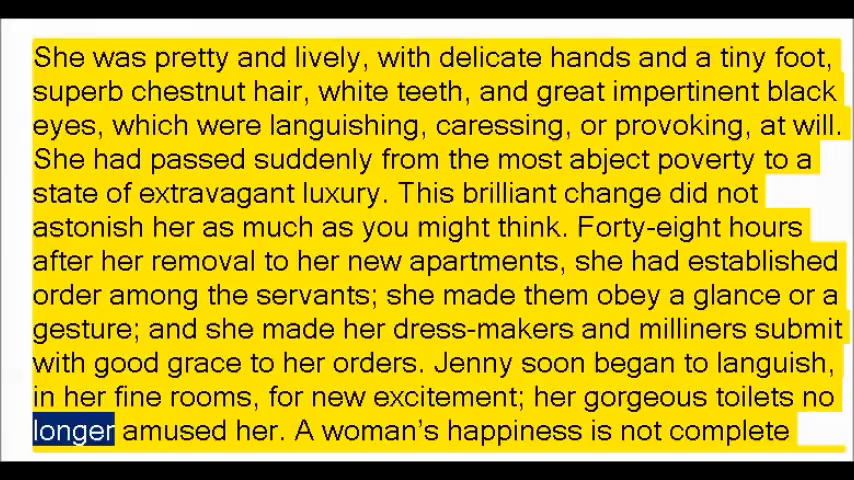 She was pretty and lively, with delicate hands and a tiny foot,
superb chestnut hair, white teeth, and great impertinent black
eyes, which were languishing, caressing, or provoking, at will.
She had passed suddenly from the most abject poverty to a
state of extravagant luxury. This brilliant change did not
astonish her as much as you might think. Forty-eight hours
after her removal to her new apartments, she had established
order among the servants; she made them obey a glance or a
gesture; and she made her dress-makers and milliners submit
with good grace to her orders. Jenny soon began to languish,
in her fine rooms, for new excitement; her gorgeous toilets no
longer amused her. A woman’s happiness is not complete